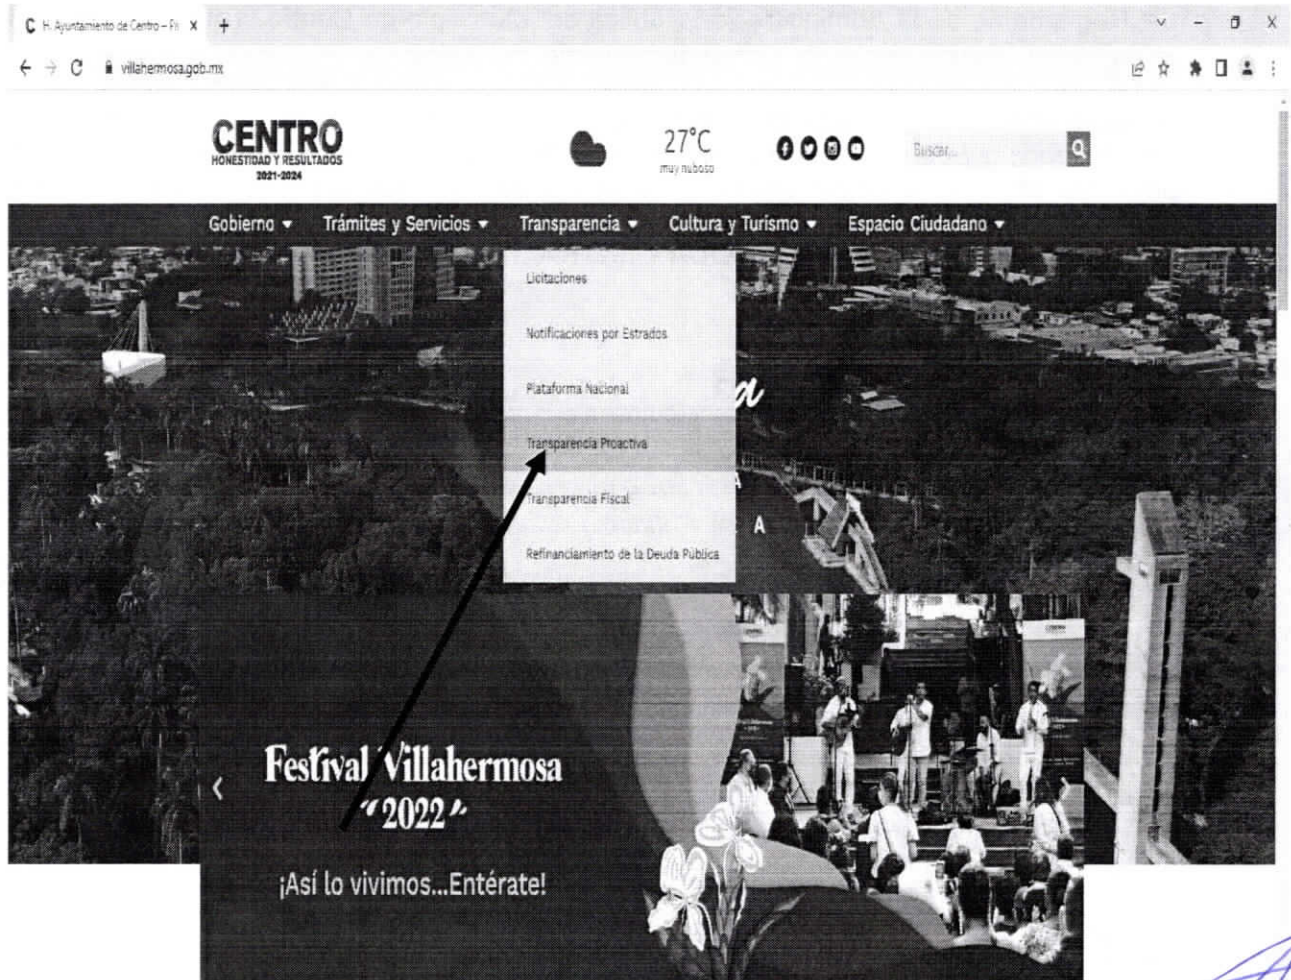 C H. Ayuntamiento de Centro – Pá X +
villahermosa.gob.mx
CENTRO
HONESTIDAD Y RESULTADOS
2021-2024
27°C
muy nuboso
Buscar...
Gobierno Trámites y Servicios Transparencia Cultura y Turismo Espacio Ciudadano
Licitaciones
Notificaciones por Estrados
Plataforma Nacional
Transparencia Proactiva
Transparencia Fiscal
Refinanciamiento de la Deuda Pública
a
A
A
Festival Villahermosa
"2022"
¡Así lo vivimos...Entérate!
CENTRO